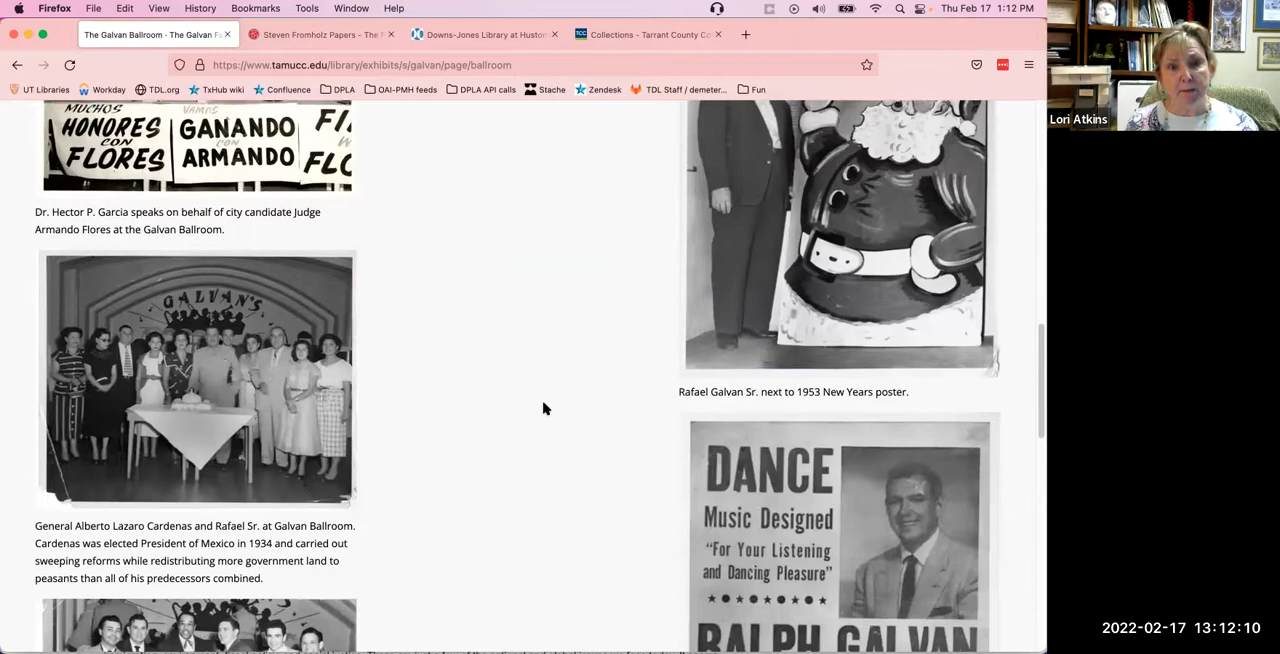 Firefox File Edit View History Bookmarks Tools Window Help Thu Feb 17 1:12 PM
The Galvan Ballroom · The Galvan Fa Steven Fromholz Papers - The P Downs-Jones Library at Huston TCC Collections - Tarrant County Co
https://www.tamucc.edu/library/exhibits/s/galvan/page/ballroom
UT Libraries Workday TDL.org TxHub wiki Confluence DPLA OAI-PMH feeds DPLA API calls Stache Zendesk TDL Staff / demeter... Fun
Lori Atkins
MUCHOS
HONORES
CON
FLORES
VAMOS
GANANDO
CON
ARMANDO
Dr. Hector P. Garcia speaks on behalf of city candidate Judge
Armando Flores at the Galvan Ballroom.
GALVAN'S
General Alberto Lazaro Cardenas and Rafael Sr. at Galvan Ballroom.
Cardenas was elected President of Mexico in 1934 and carried out
sweeping reforms while redistributing more government land to
peasants than all of his predecessors combined.
Rafael Galvan Sr. next to 1953 New Years poster.
DANCE
Music Designed
"For Your Listening
and Dancing Pleasure"
RALPH GALVAN
2022-02-17 13:12:10